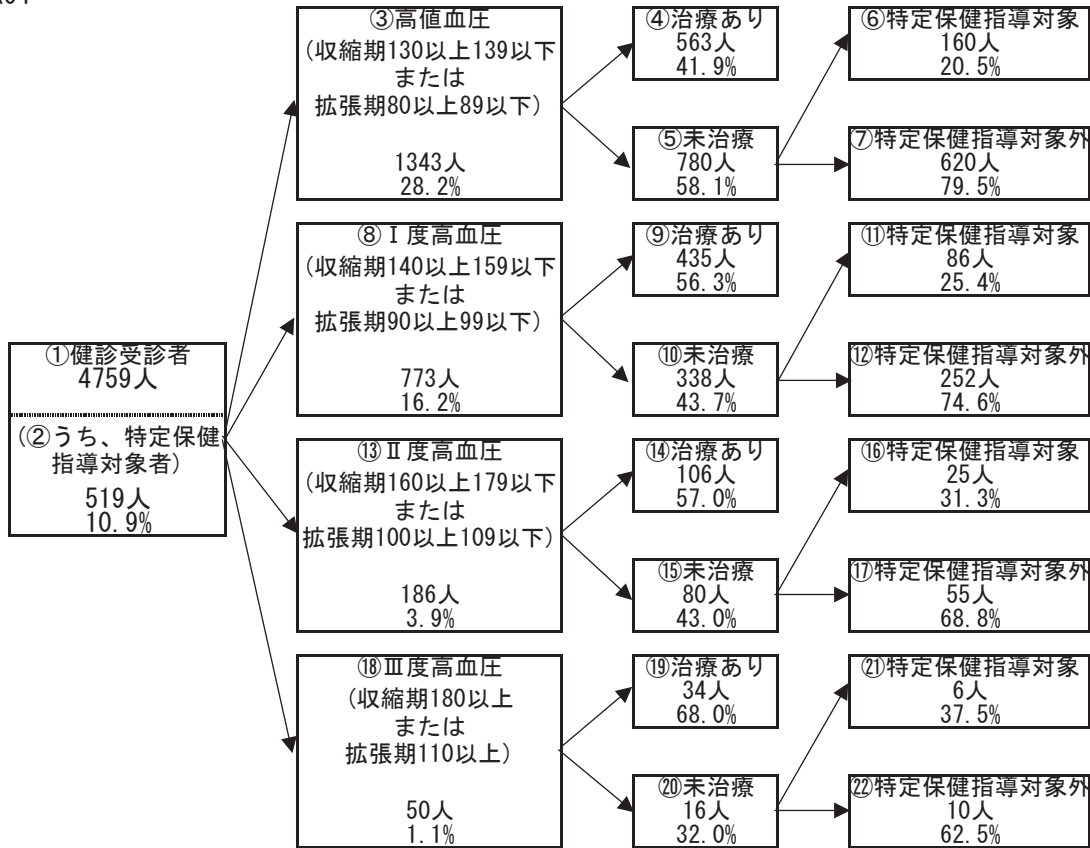 ①健診受診者
4759人
(②うち、特定保健
指導対象者)
519人
10.9%
③高値血圧
(収縮期130以上139以下
または
拡張期80以上89以下)
1343人
28.2%
④治療あり
563人
41.9%
⑤未治療
780人
58.1%
⑥特定保健指導対象
160人
20.5%
⑦特定保健指導対象外
620人
79.5%
⑧Ⅰ度高血圧
(収縮期140以上159以下
または
拡張期90以上99以下)
773人
16.2%
⑨治療あり
435人
56.3%
⑩未治療
338人
43.7%
⑪特定保健指導対象
86人
25.4%
⑫特定保健指導対象外
252人
74.6%
⑬Ⅱ度高血圧
(収縮期160以上179以下
または
拡張期100以上109以下)
186人
3.9%
⑭治療あり
106人
57.0%
⑮未治療
80人
43.0%
⑯特定保健指導対象
25人
31.3%
⑰特定保健指導対象外
55人
68.8%
⑱Ⅲ度高血圧
(収縮期180以上
または
拡張期110以上)
50人
1.1%
⑲治療あり
34人
68.0%
⑳未治療
16人
32.0%
㉑特定保健指導対象
6人
37.5%
㉒特定保健指導対象外
10人
62.5%